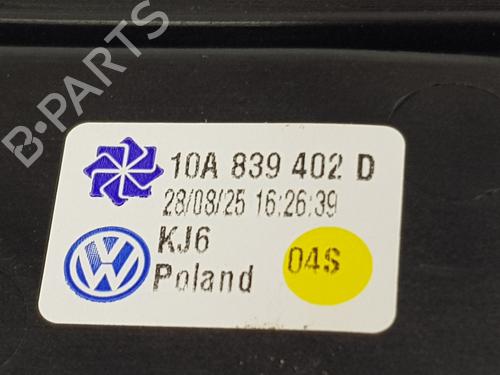 B-PARTS
10A 839 402 D
28/08/25 16:26:39
KJ6
Poland
04S